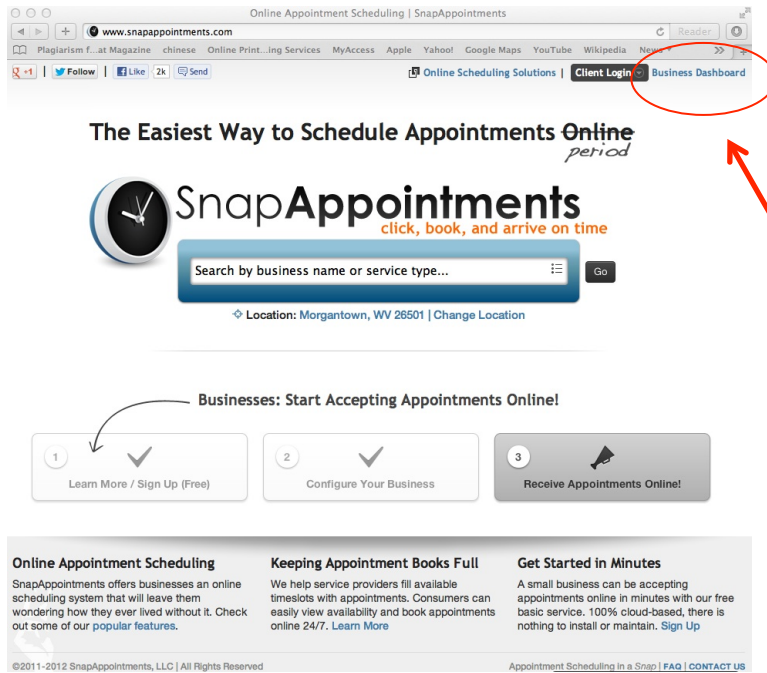 Online Appointment Scheduling | SnapAppointments
www.snapappointments.com
Reader
Plagiarism f...at Magazine chinese Online Print...ing Services MyAccess Apple Yahoo! Google Maps YouTube Wikipedia News
+1 | Follow | Like 2k Send
Online Scheduling Solutions | Client Login Business Dashboard
The Easiest Way to Schedule Appointments Online
period
SnapAppointments
click, book, and arrive on time
Search by business name or service type... Go
Location: Morgantown, WV 26501 | Change Location
Businesses: Start Accepting Appointments Online!
1 2 3
Learn More / Sign Up (Free) Configure Your Business Receive Appointments Online!
Online Appointment Scheduling
SnapAppointments offers businesses an online
scheduling system that will leave them
wondering how they ever lived without it. Check
out some of our popular features.
Keeping Appointment Books Full
We help service providers fill available
timeslots with appointments. Consumers can
easily view availability and book appointments
online 24/7. Learn More
Get Started in Minutes
A small business can be accepting
appointments online in minutes with our free
basic service. 100% cloud-based, there is
nothing to install or maintain. Sign Up
©2011-2012 SnapAppointments, LLC | All Rights Reserved
Appointment Scheduling in a Snap | FAQ | CONTACT US